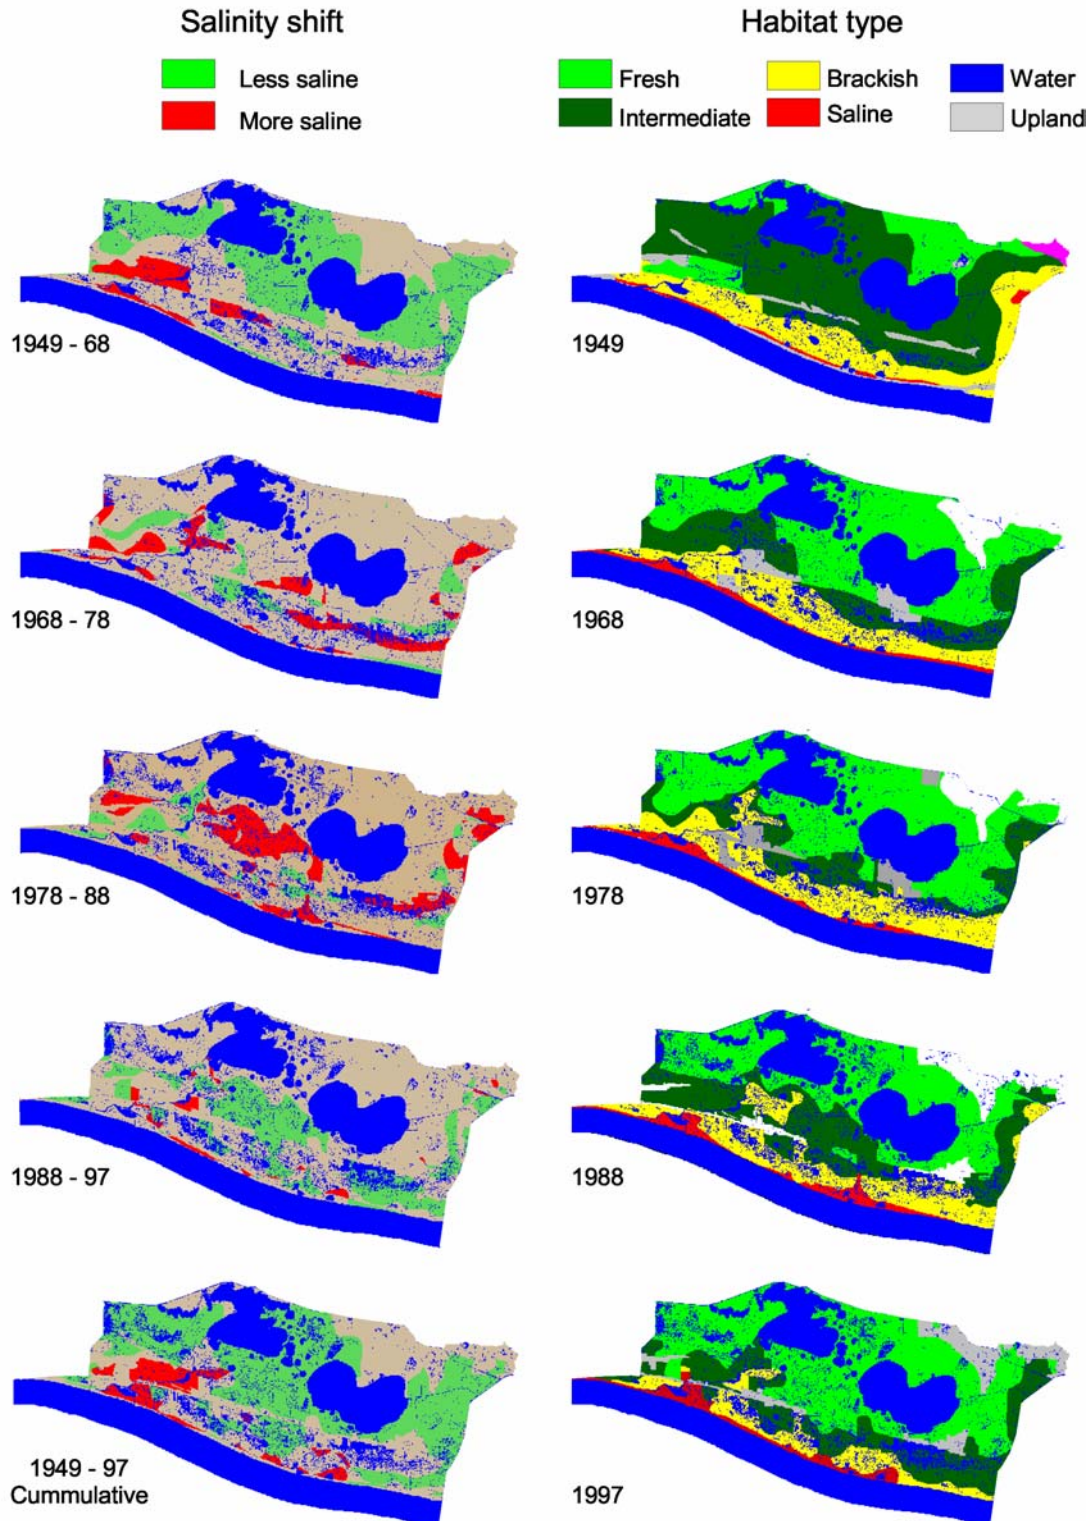 Salinity shift
Less saline
More saline
Habitat type
Fresh
Brackish
Water
Intermediate
Saline
Upland
1949 - 68
1949
1968 - 78
1968
1978 - 88
1978
1988 - 97
1988
1949 - 97
Cummulative
1997